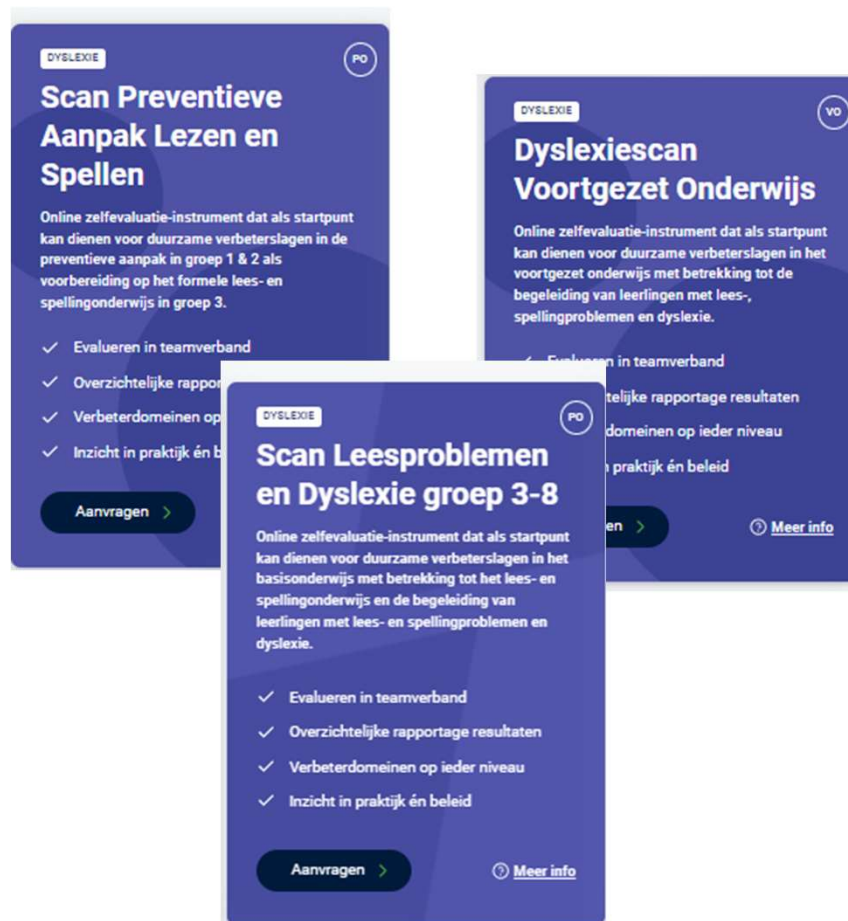 DYSLEXIE
PO
Scan Preventieve
Aanpak Lezen en
Spellen
Online zelfevaluatie-instrument dat als startpunt
kan dienen voor duurzame verbeterslagen in de
preventieve aanpak in groep 1 & 2 als
voorbereiding op het formele lees- en
spellingonderwijs in groep 3.
Evalueren in teamverband
Overzichtelijke
Verbeterdomeinen op
Inzicht in praktijk én
Aanvragen >
DYSLEXIE
VO
Dyslexiescan
Voortgezet Onderwijs
Online zelfevaluatie-instrument dat als startpunt
kan dienen voor duurzame verbeterslagen in het
voortgezet onderwijs met betrekking tot de
begeleiding van leerlingen met lees-,
spellingproblemen en dyslexie.
in teamverband
rapportage resultaten
op ieder niveau
praktijk én beleid
en >
Meer info
DYSLEXIE
PO
Scan Leesproblemen
en Dyslexie groep 3-8
Online zelfevaluatie-instrument dat als startpunt
kan dienen voor duurzame verbeterslagen in het
basisonderwijs met betrekking tot het lees- en
spellingonderwijs en de begeleiding van
leerlingen met lees- en spellingproblemen en
dyslexie.
Evalueren in teamverband
Overzichtelijke rapportage resultaten
Verbeterdomeinen op ieder niveau
Inzicht in praktijk én beleid
Aanvragen >
Meer info